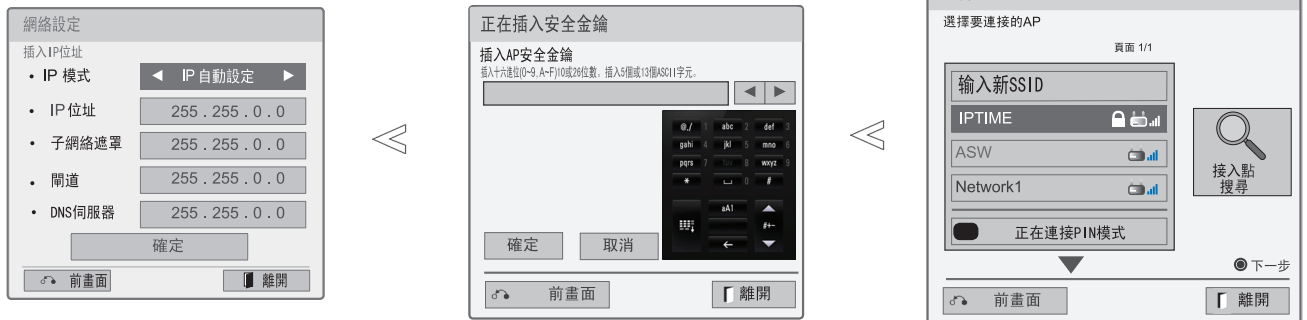 網絡設定
插入IP位址
• IP 模式 ◀ IP 自動設定 ▶
• IP 位址 255 . 255 . 0 . 0
• 子網絡遮罩 255 . 255 . 0 . 0
• 閘道 255 . 255 . 0 . 0
• DNS伺服器 255 . 255 . 0 . 0
確定
前畫面 離開
正在插入安全金鑰
插入AP安全金鑰
插入十六進位(0~9, A~F)10或26位數，插入5個或13個ASCII字元。
◀ ▶
@./ 1 abc 2 def 3
gahi 4 jkl 5 mno 6
pqrs 7 tuv 8 wxyz 9
* 0 #
aA1
#+-
←
確定 取消
前畫面 離開
選擇要連接的AP
頁面 1/1
输入新SSID
IPTIME
ASW
Network1
正在連接PIN模式
接入點
搜尋
下一步
前畫面 離開